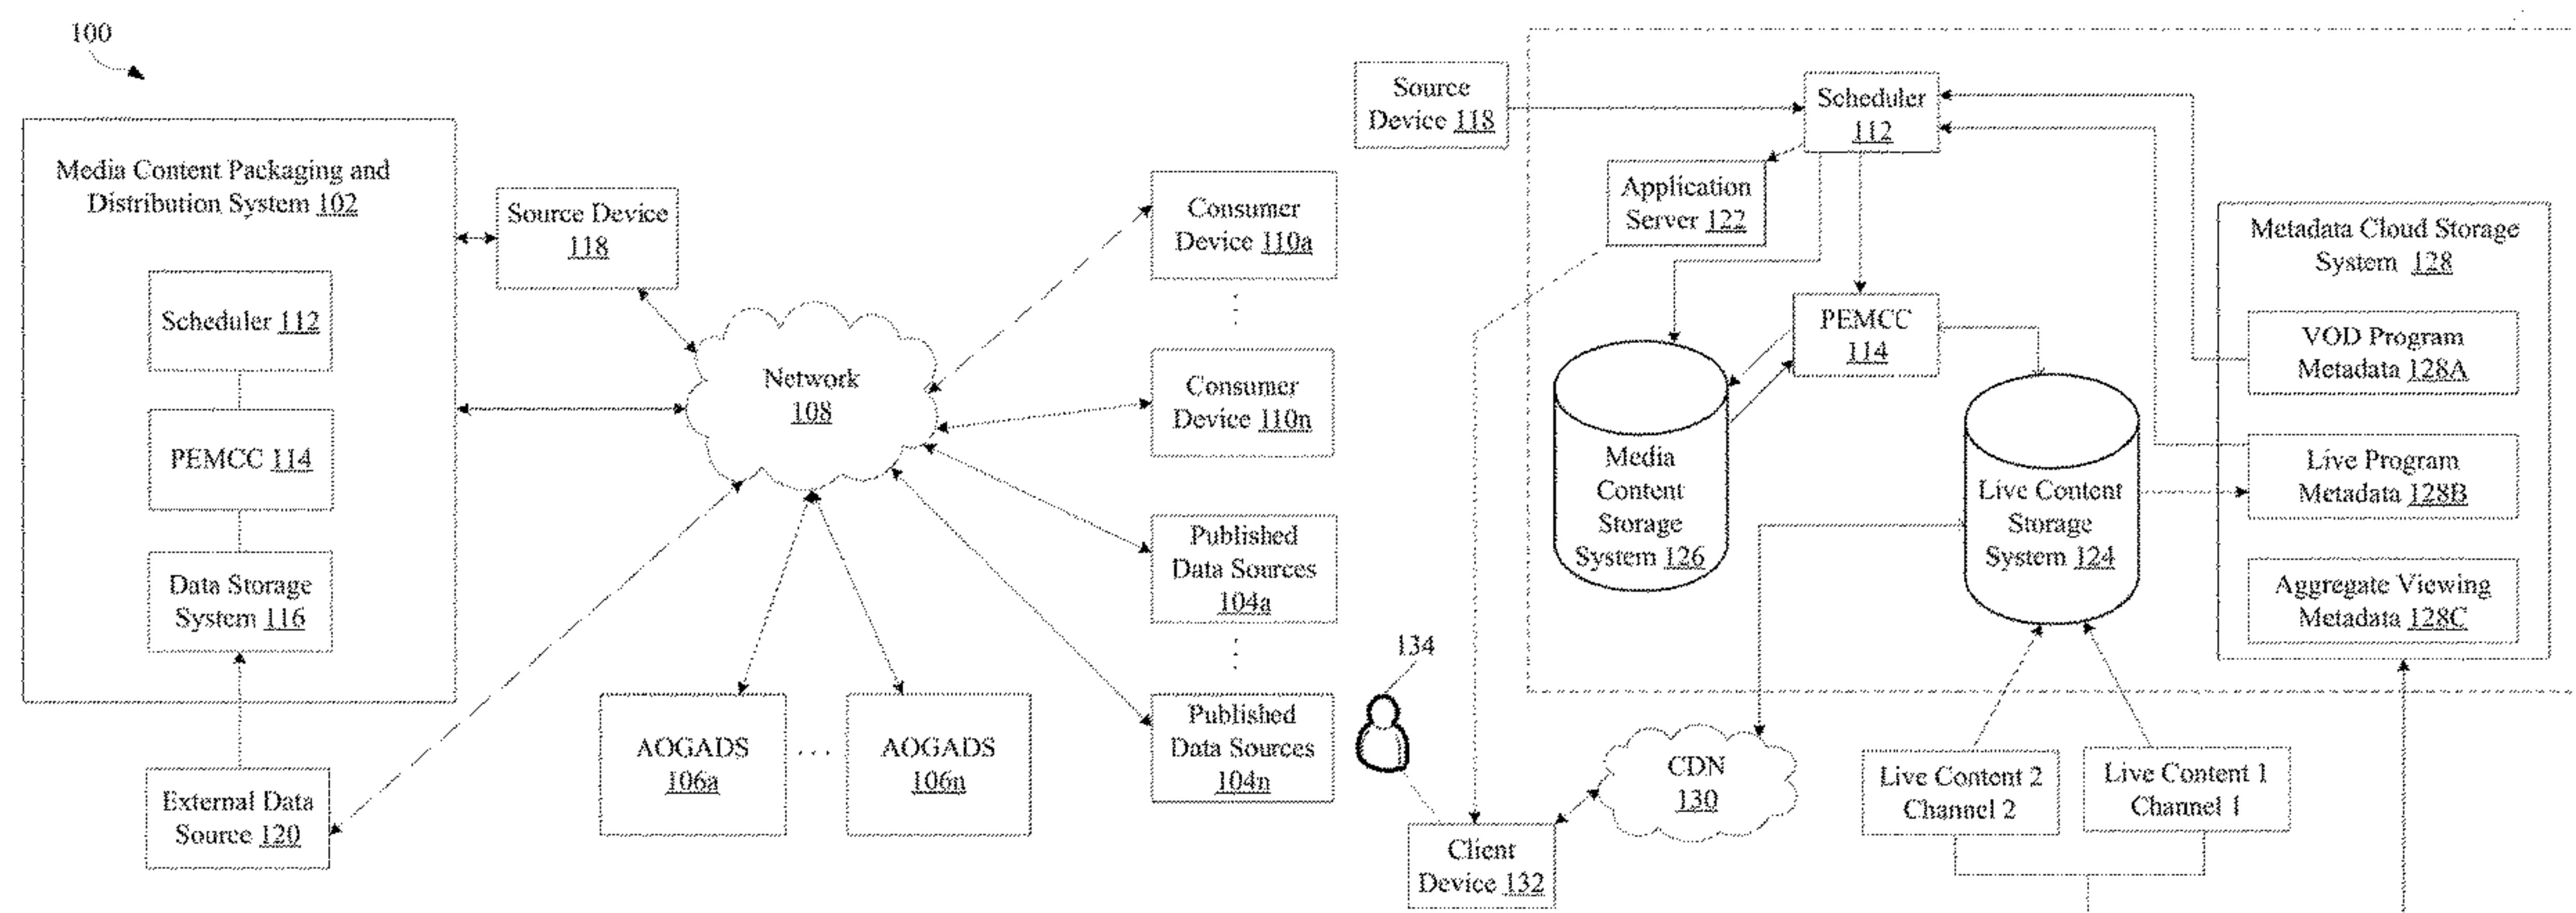 100
Media Content Packaging and
Distribution System 102
Scheduler 112
PEMCC 114
Data Storage
System 116
External Data
Source 120
Source Device
118
Network
108
AOGADS
106a
...
AOGADS
106n
Consumer
Device 110a
Consumer
Device 110n
Published
Data Sources
104a
Published
Data Sources
104n
Source
Device 118
Scheduler
112
Application
Server 122
PEMCC
114
Media
Content
Storage
System 126
Live Content
Storage
System 124
Metadata Cloud Storage
System 128
VOD Program
Metadata 128A
Live Program
Metadata 128B
Aggregate Viewing
Metadata 128C
134
CDN
130
Client
Device 132
Live Content 2
Channel 2
Live Content 1
Channel 1